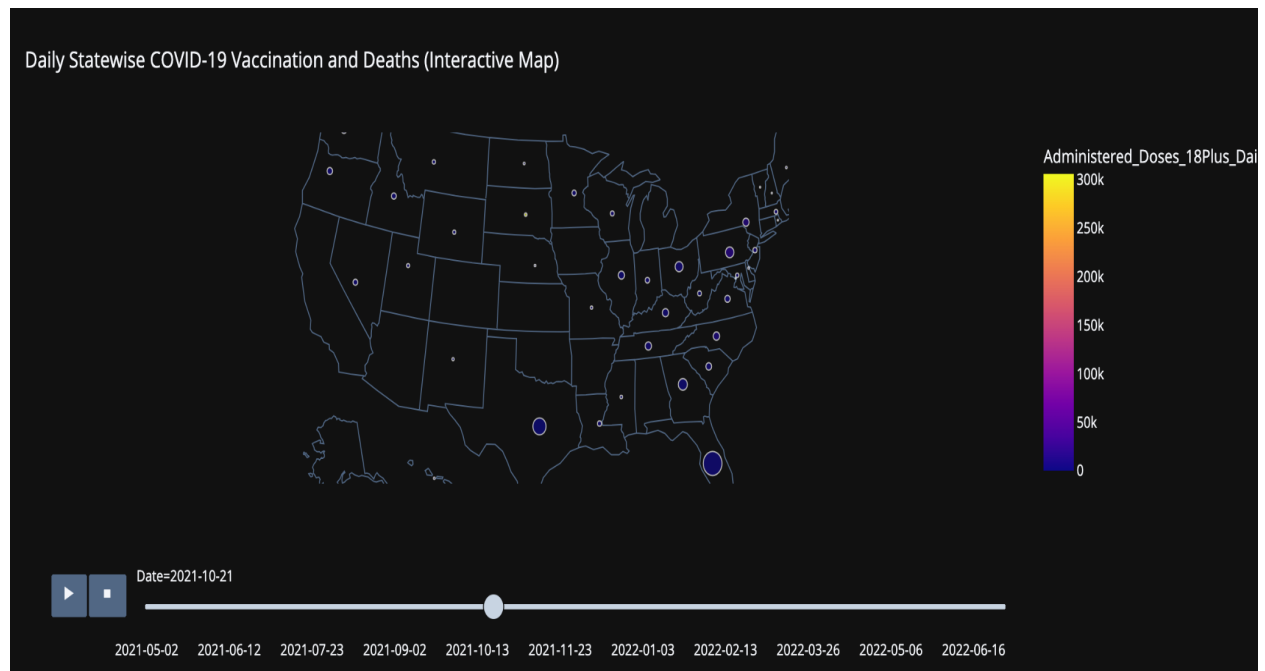 Daily Statewise COVID-19 Vaccination and Deaths (Interactive Map)
Administered_Doses_18Plus_Dai
300k
250k
200k
150k
100k
50k
0
Date=2021-10-21
2021-05-02 2021-06-12 2021-07-23 2021-09-02 2021-10-13 2021-11-23 2022-01-03 2022-02-13 2022-03-26 2022-05-06 2022-06-16